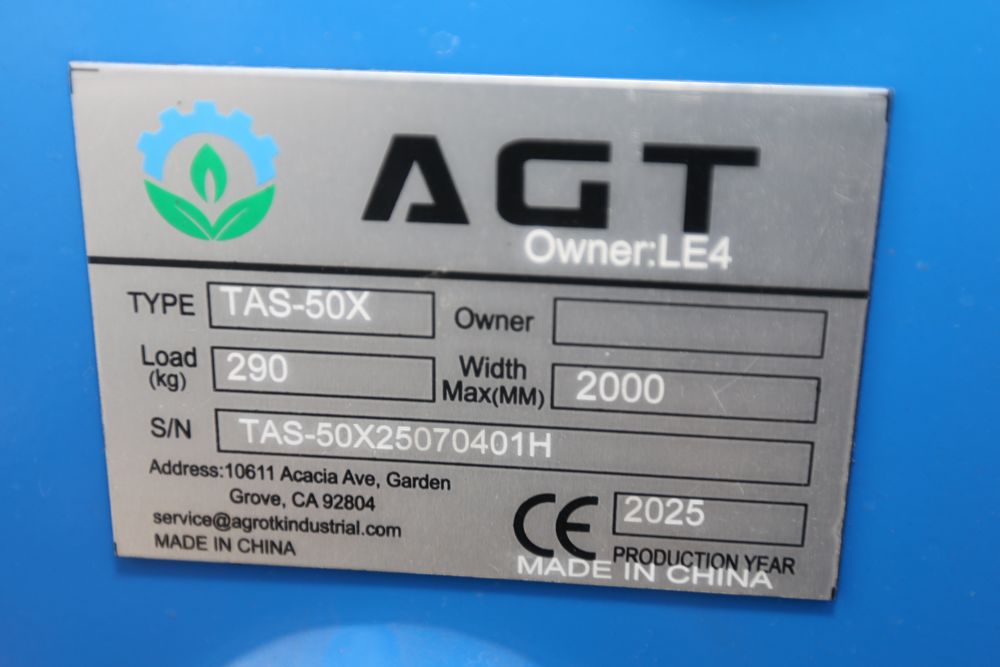 AGT
Owner:LE4
TYPE TAS-50X Owner
Load (kg) 290 Width Max(MM) 2000
S/N TAS-50X25070401H
Address:10611 Acacia Ave, Garden
Grove, CA 92804
service@agrotkindustrial.com
MADE IN CHINA
CE 2025
PRODUCTION YEAR
MADE IN CHINA